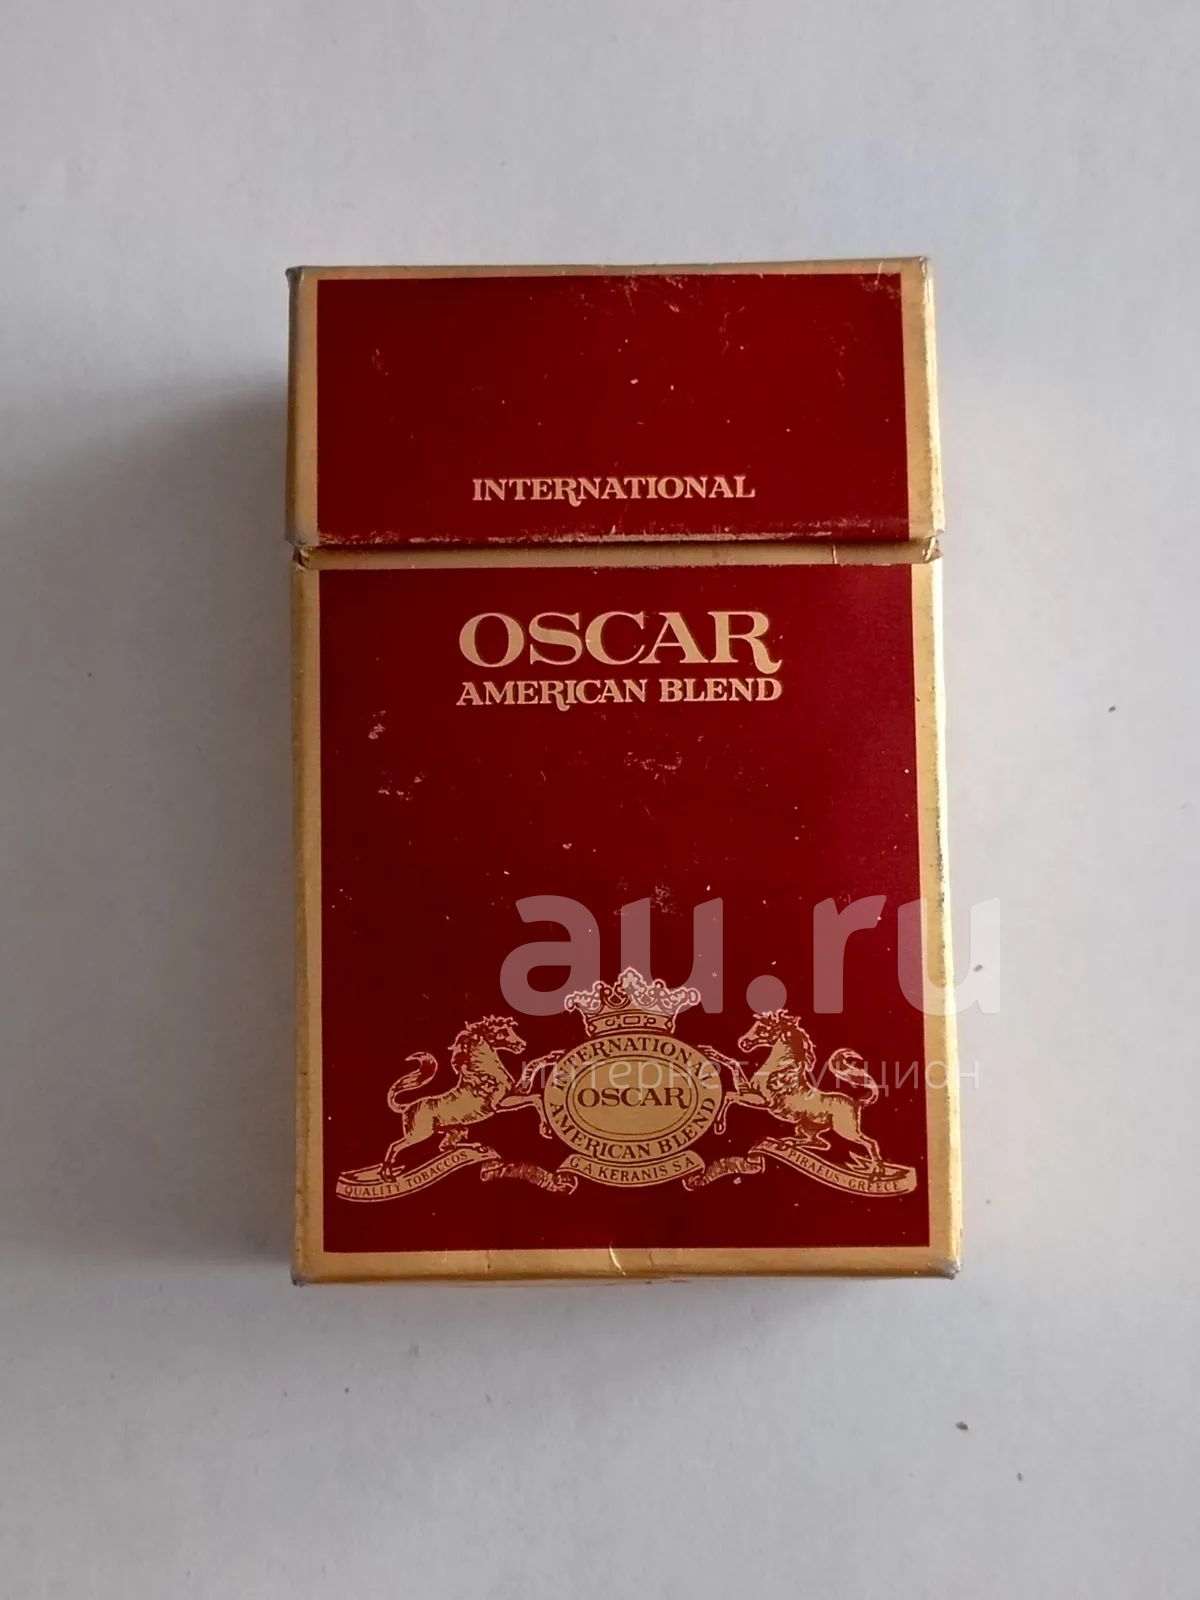 INTERNATIONAL
OSCAR
AMERICAN BLEND
au.ru
интернет-аукцион
INTERNATIONAL
OSCAR
AMERICAN BLEND
G A KERANIS S A
QUALITY TOBACCOS
PIRAEUS - GREECE